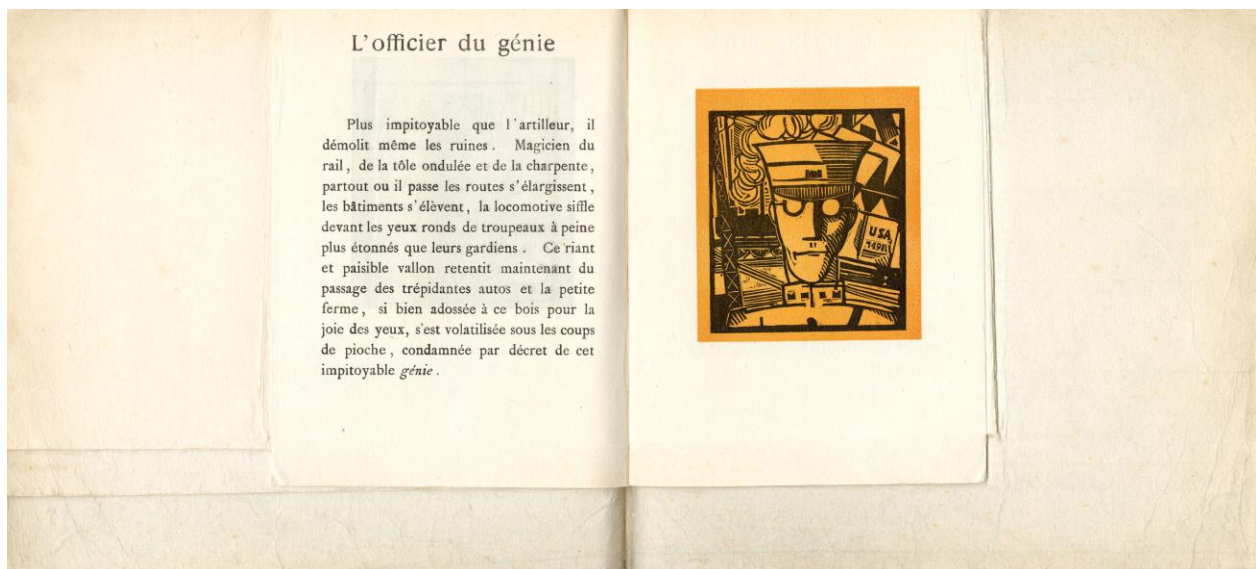 L'officier du génie
Plus impitoyable que l'artilleur, il
démolit même les ruines. Magicien du
rail, de la tôle ondulée et de la charpente,
partout ou il passe les routes s'élargissent,
les bâtiments s'élèvent, la locomotive siffle
devant les yeux ronds de troupeaux à peine
plus étonnés que leurs gardiens. Ce riant
et paisible vallon retentit maintenant du
passage des trépidantes autos et la petite
ferme, si bien adossée à ce bois pour la
joie des yeux, s'est volatilisée sous les coups
de pioche, condamnée par décret de cet
impitoyable génie.
USA